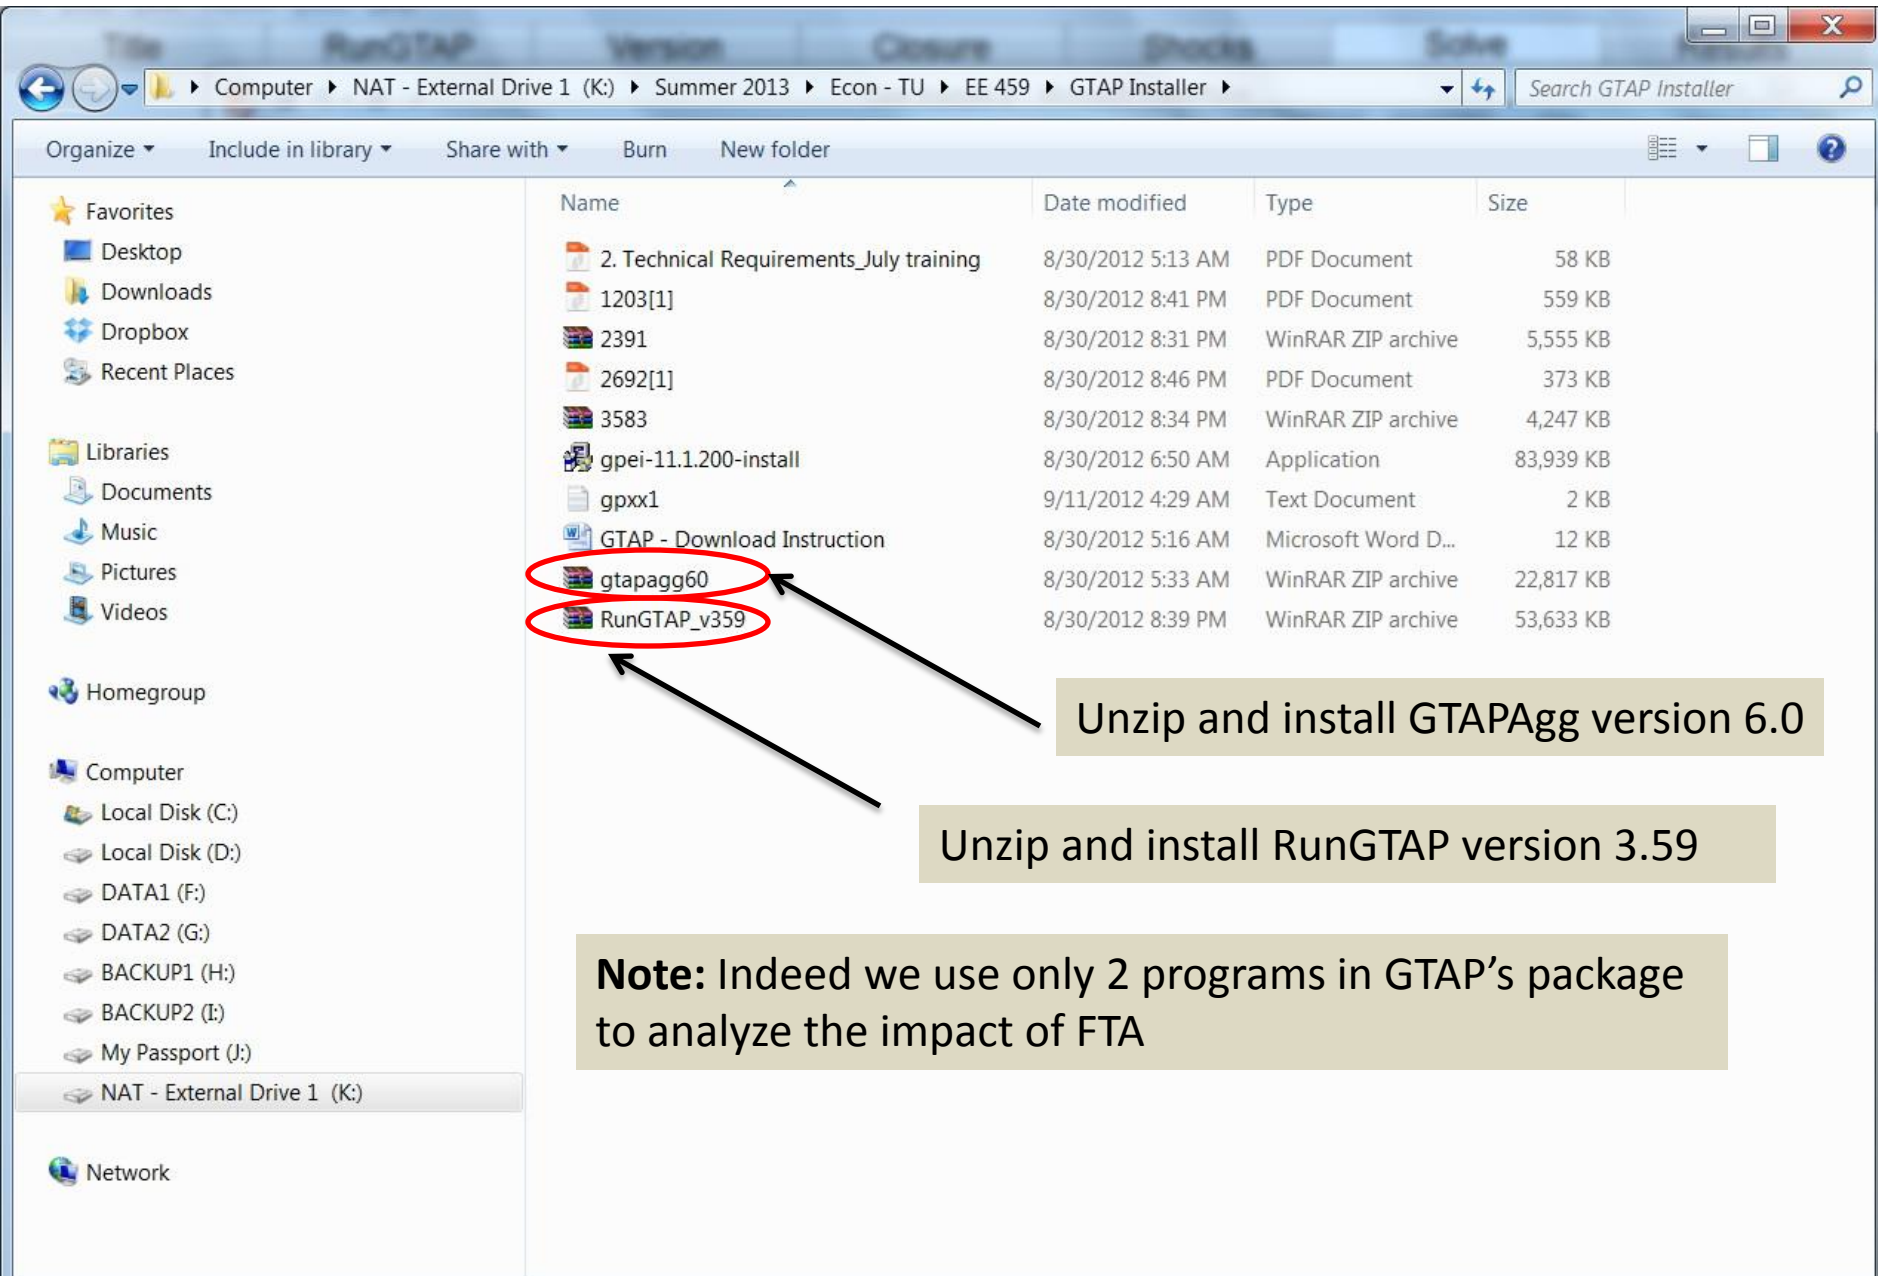 Title RunGTAP Version Closure Shocks Solve Results
Computer NAT - External Drive 1 (K:) Summer 2013 Econ - TU EE 459 GTAP Installer Search GTAP Installer
Organize Include in library Share with Burn New folder
Favorites
Desktop
Downloads
Dropbox
Recent Places
Libraries
Documents
Music
Pictures
Videos
Homegroup
Computer
Local Disk (C:)
Local Disk (D:)
DATA1 (F:)
DATA2 (G:)
BACKUP1 (H:)
BACKUP2 (I:)
My Passport (J:)
NAT - External Drive 1 (K:)
Network
Name Date modified Type Size
2. Technical Requirements_July training 8/30/2012 5:13 AM PDF Document 58 KB
1203[1] 8/30/2012 8:41 PM PDF Document 559 KB
2391 8/30/2012 8:31 PM WinRAR ZIP archive 5,555 KB
2692[1] 8/30/2012 8:46 PM PDF Document 373 KB
3583 8/30/2012 8:34 PM WinRAR ZIP archive 4,247 KB
gpei-11.1.200-install 8/30/2012 6:50 AM Application 83,939 KB
gpxx1 9/11/2012 4:29 AM Text Document 2 KB
GTAP - Download Instruction 8/30/2012 5:16 AM Microsoft Word D... 12 KB
gtapagg60 8/30/2012 5:33 AM WinRAR ZIP archive 22,817 KB
RunGTAP_v359 8/30/2012 8:39 PM WinRAR ZIP archive 53,633 KB
Unzip and install GTAPAgg version 6.0
Unzip and install RunGTAP version 3.59
Note: Indeed we use only 2 programs in GTAP’s package
to analyze the impact of FTA